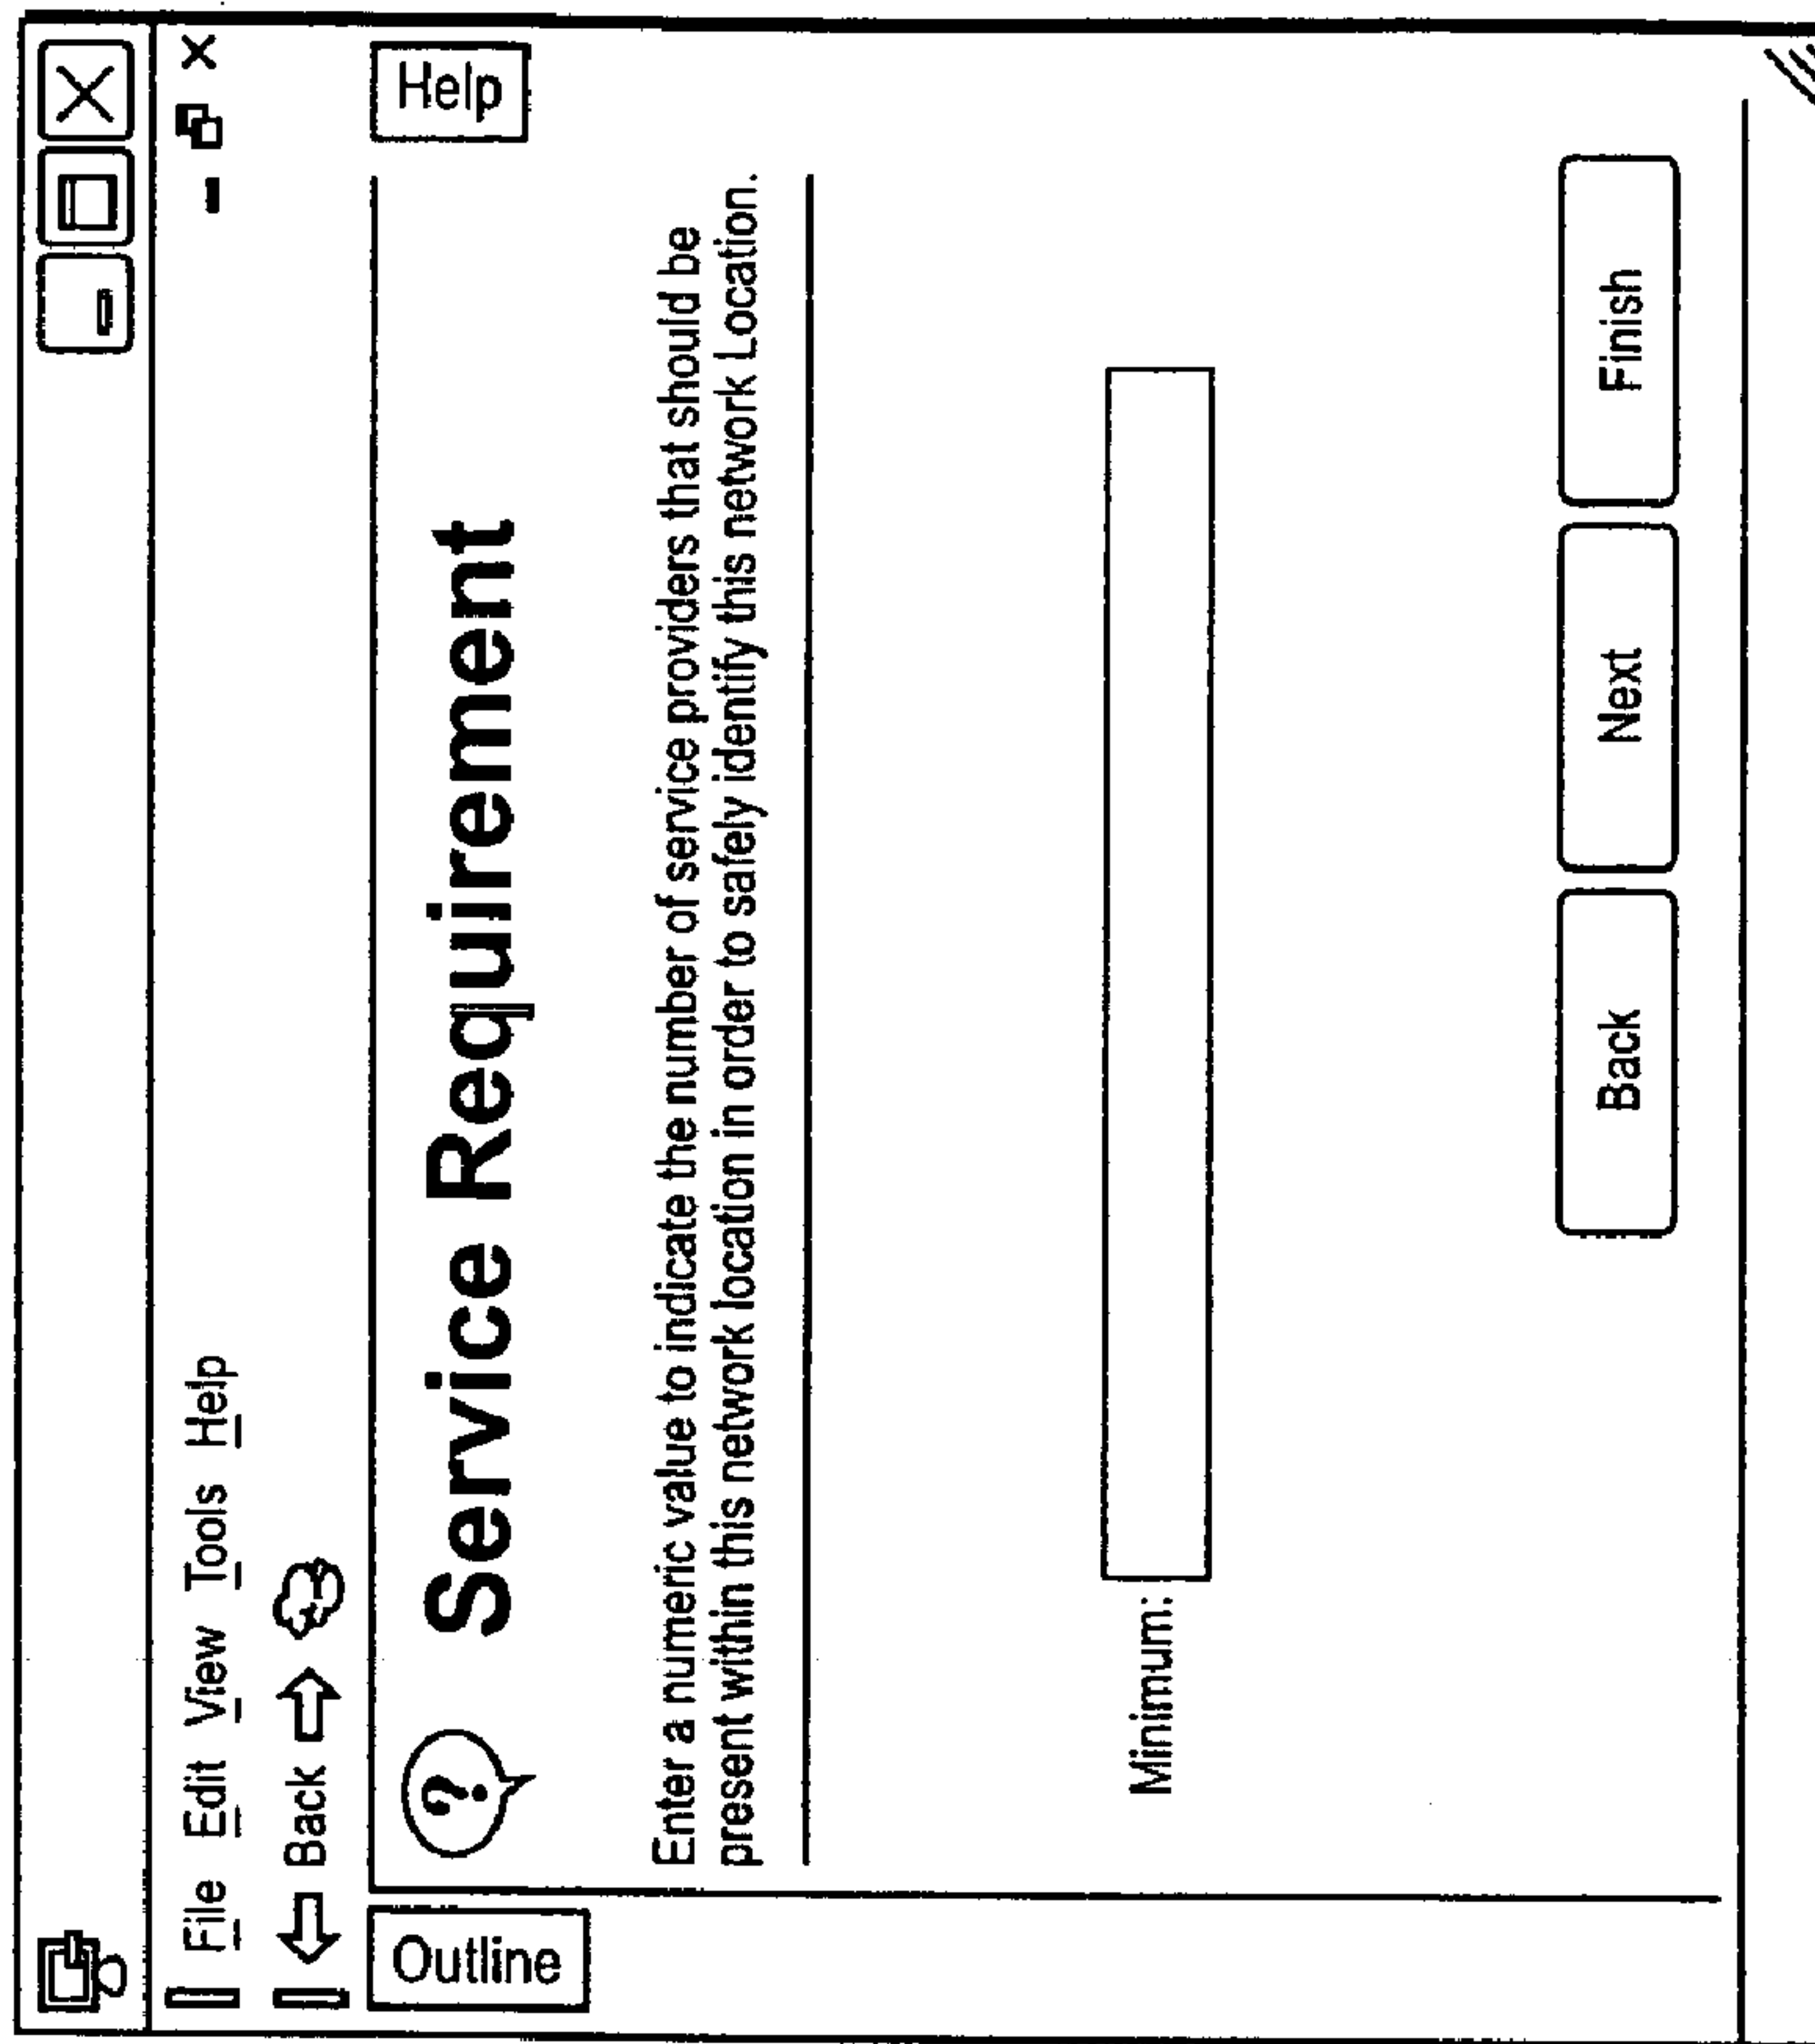 File Edit View Tools Help
Back
Outline
Help
? Service Requirement
Enter a numeric value to indicate the number of service providers that should be
present within this network location in order to safely identify this network Location.
Minimum:
Back Next Finish